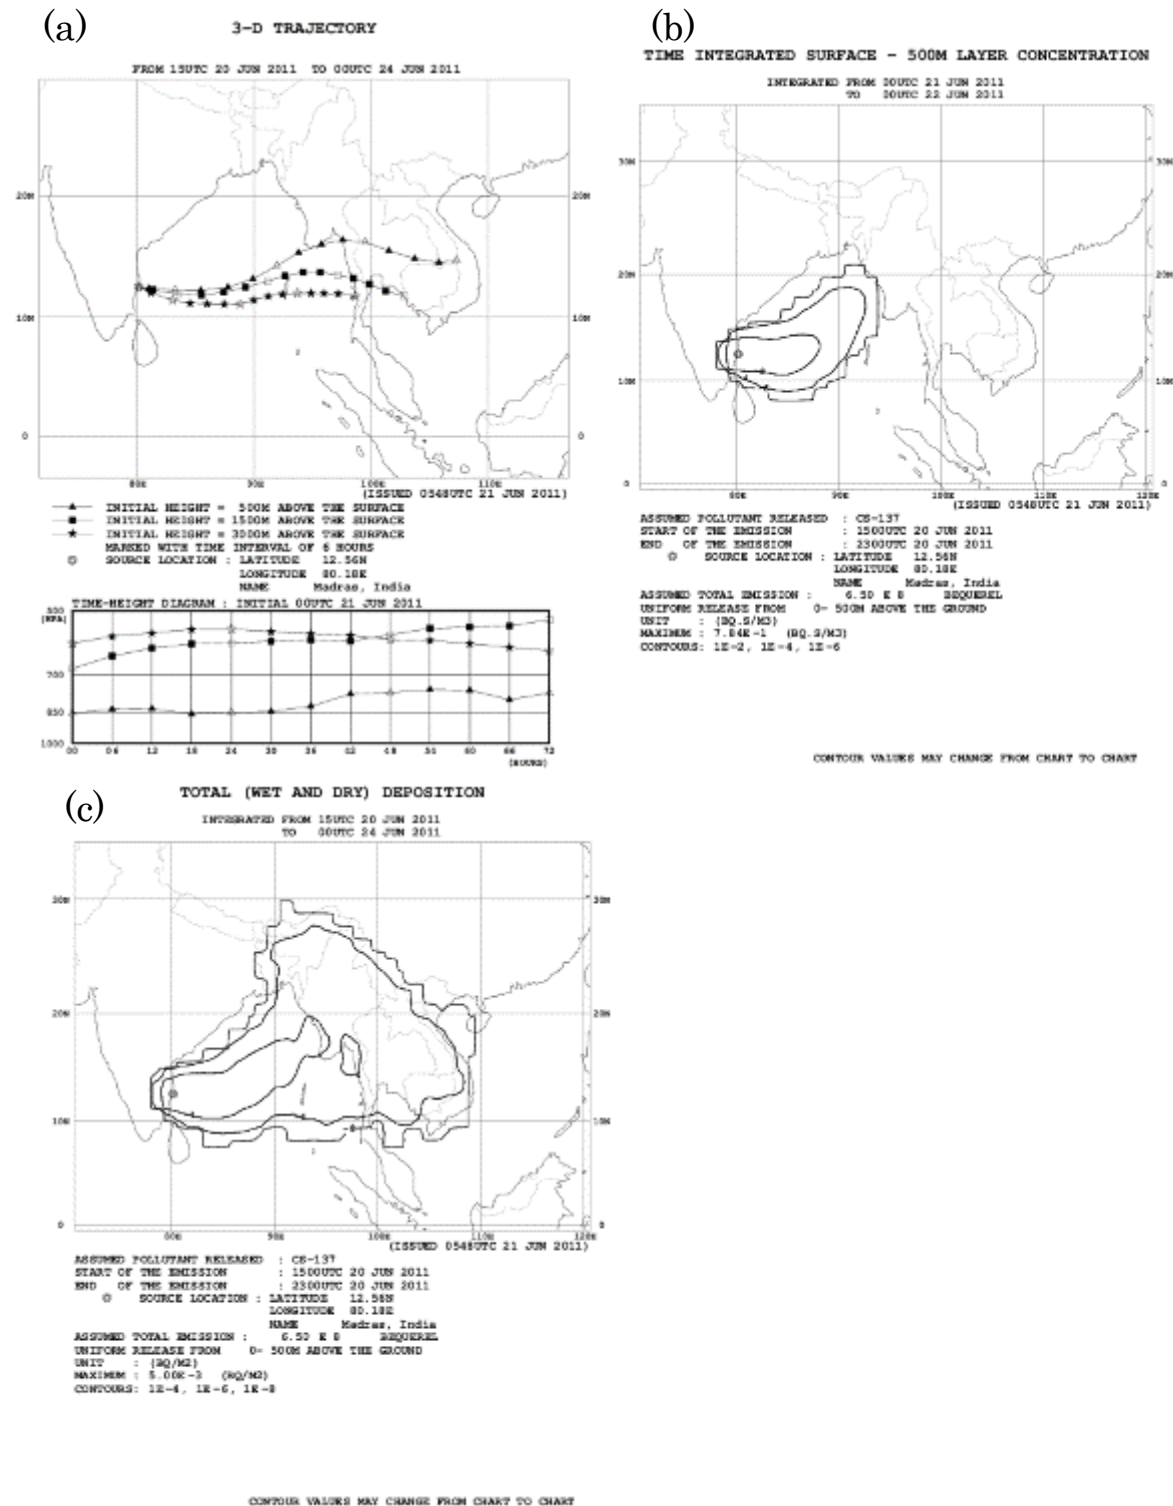 (a)
3-D TRAJECTORY
FROM 15UTC 20 JUN 2011 TO 00UTC 24 JUN 2011
20N 20N
10N 10N
0 0
80E 90E 100E 110E
(ISSUED 0548UTC 21 JUN 2011)
INITIAL HEIGHT = 500M ABOVE THE SURFACE
INITIAL HEIGHT = 1500M ABOVE THE SURFACE
INITIAL HEIGHT = 3000M ABOVE THE SURFACE
MARKED WITH TIME INTERVAL OF 6 HOURS
SOURCE LOCATION : LATITUDE 12.56N
LONGITUDE 80.18E
NAME Madras, India
TIME-HEIGHT DIAGRAM : INITIAL 00UTC 21 JUN 2011
(HPA)
700
850
1000
00 06 12 18 24 30 36 42 48 54 60 66 72
(HOURS)
(b)
TIME INTEGRATED SURFACE - 500M LAYER CONCENTRATION
INTEGRATED FROM 00UTC 21 JUN 2011
TO 00UTC 22 JUN 2011
30N 30N
20N 20N
10N 10N
0 0
80E 90E 100E 110E 120E
(ISSUED 0548UTC 21 JUN 2011)
ASSUMED POLLUTANT RELEASED : CS-137
START OF THE EMISSION : 1500UTC 20 JUN 2011
END OF THE EMISSION : 2300UTC 20 JUN 2011
SOURCE LOCATION : LATITUDE 12.56N
LONGITUDE 80.18E
NAME Madras, India
ASSUMED TOTAL EMISSION : 6.50 E 8 BEQUEREL
UNIFORM RELEASE FROM 0- 500M ABOVE THE GROUND
UNIT : (BQ.S/M3)
MAXIMUM : 7.84E-1 (BQ.S/M3)
CONTOURS: 1E-2, 1E-4, 1E-6
CONTOUR VALUES MAY CHANGE FROM CHART TO CHART
(c)
TOTAL (WET AND DRY) DEPOSITION
INTEGRATED FROM 15UTC 20 JUN 2011
TO 00UTC 24 JUN 2011
30N 30N
20N 20N
10N 10N
0 0
80E 90E 100E 110E 120E
(ISSUED 0548UTC 21 JUN 2011)
ASSUMED POLLUTANT RELEASED : CS-137
START OF THE EMISSION : 1500UTC 20 JUN 2011
END OF THE EMISSION : 2300UTC 20 JUN 2011
SOURCE LOCATION : LATITUDE 12.56N
LONGITUDE 80.18E
NAME Madras, India
ASSUMED TOTAL EMISSION : 6.50 E 8 BEQUEREL
UNIFORM RELEASE FROM 0- 500M ABOVE THE GROUND
UNIT : (BQ/M2)
MAXIMUM : 5.00E-3 (BQ/M2)
CONTOURS: 1E-4, 1E-6, 1E-8
CONTOUR VALUES MAY CHANGE FROM CHART TO CHART